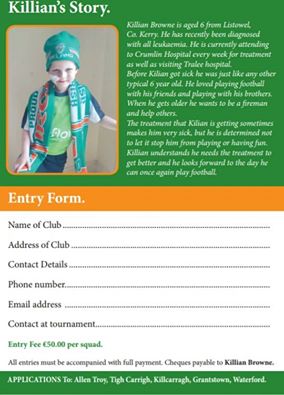 Killian's Story.
Killian Browne is aged 6 from Listowel,
Co. Kerry. He has recently been diagnosed
with all leukaemia. He is currently attending
to Crumlin Hospital every week for treatment
as well as visiting Tralee hospital.
Before Kilian got sick he was just like any other
typical 6 year old. He loved playing football
with his friends and playing with his brothers.
When he gets older he wants to be a fireman
and help others.
The treatment that Kilian is getting sometimes
makes him very sick, but he is determined not
to let it stop him from playing or having fun.
Killian understands he needs the treatment to
get better and he looks forward to the day he
can once again play football.
Entry Form.
Name of Club
Address of Club
Contact Details
Phone number
Email address
Contact at tournament
Entry Fee €50.00 per squad.
All entries must be accompanied with full payment. Cheques payable to Killian Browne.
APPLICATIONS To: Allen Troy, Tigh Carrigh, Killcarragh, Grantstown, Waterford.